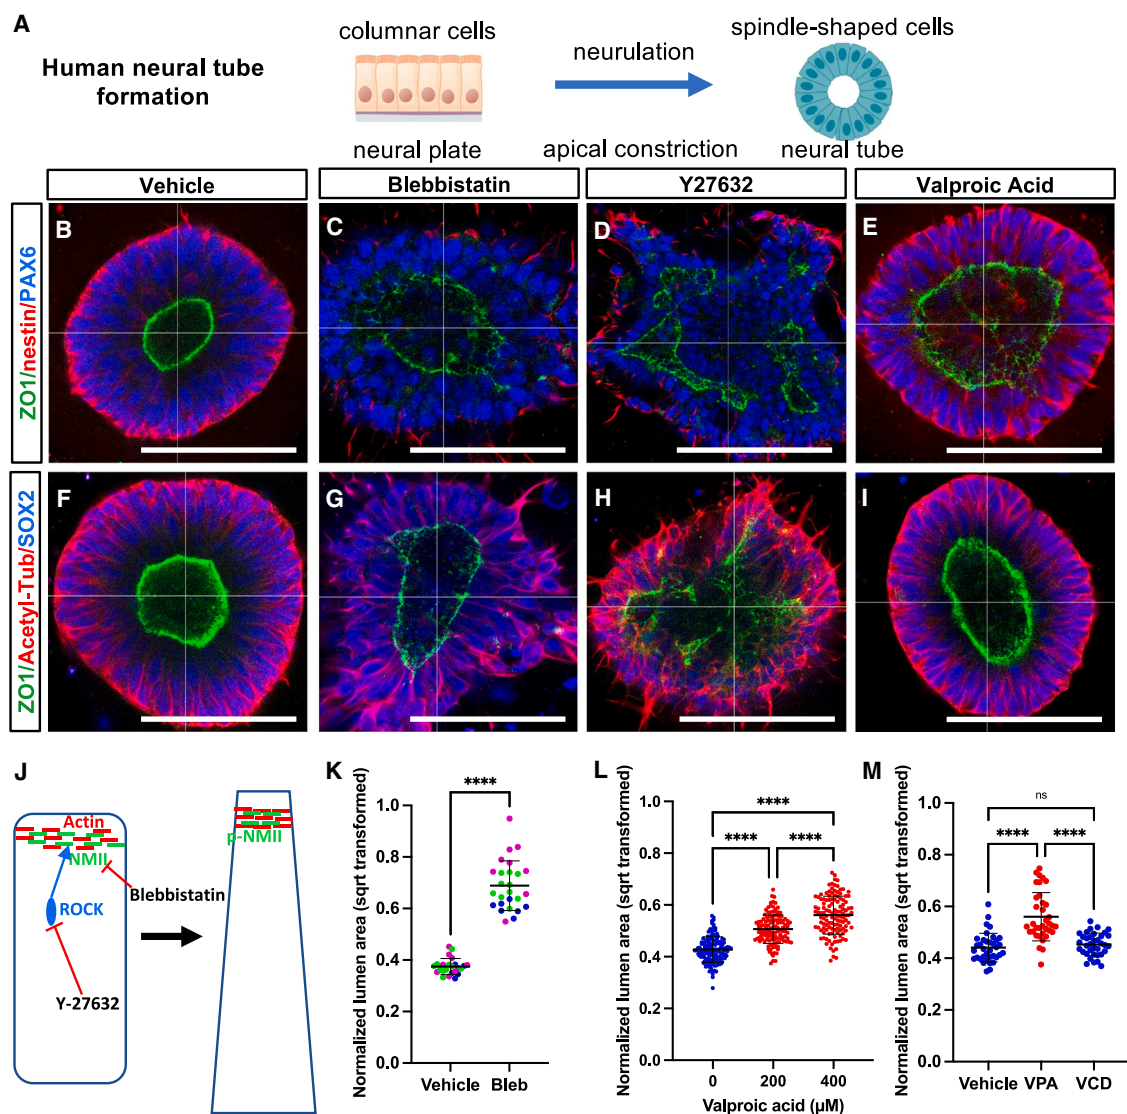 A
Human neural tube
formation
columnar cells
neural plate
neurulation
apical constriction
spindle-shaped cells
neural tube
Vehicle
Blebbistatin
Y27632
Valproic Acid
ZO1/nestin/PAX6
B
C
D
E
ZO1/Acetyl-Tub/SOX2
F
G
H
I
J
Actin
NMII
ROCK
Blebbistatin
Y-27632
p-NMII
K
Normalized lumen area (sqrt transformed)
1.0
0.8
0.6
0.4
0.2
0.0
****
Vehicle
Bleb
L
Normalized lumen area (sqrt transformed)
1.0
0.8
0.6
0.4
0.2
0.0
****
****
****
0
200
400
Valproic acid (µM)
M
Normalized lumen area (sqrt transformed)
1.0
0.8
0.6
0.4
0.2
0.0
ns
****
****
Vehicle
VPA
VCD